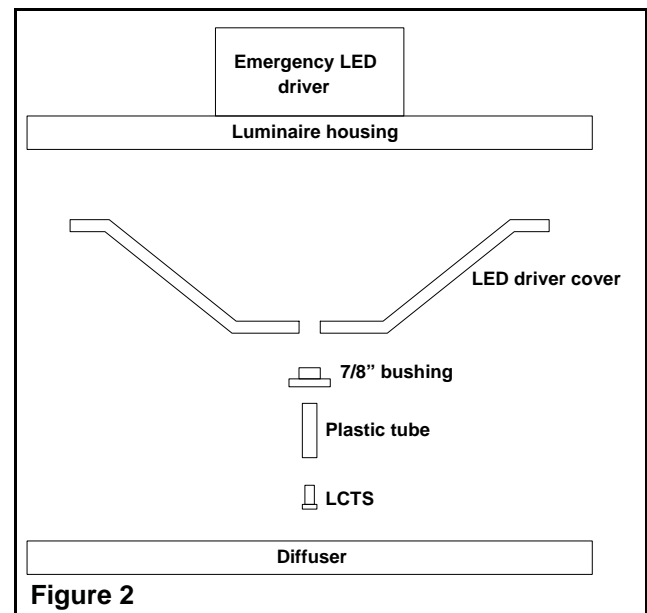 Emergency LED
driver
Luminaire housing
LED driver cover
7/8” bushing
Plastic tube
LCTS
Diffuser
Figure 2